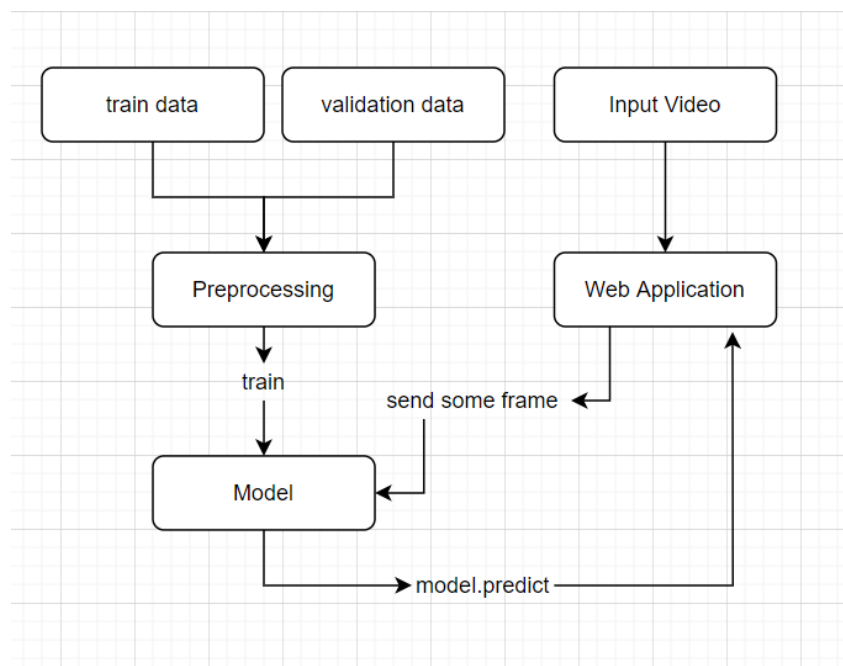 train data
validation data
Input Video
Preprocessing
Web Application
train
send some frame
Model
model.predict